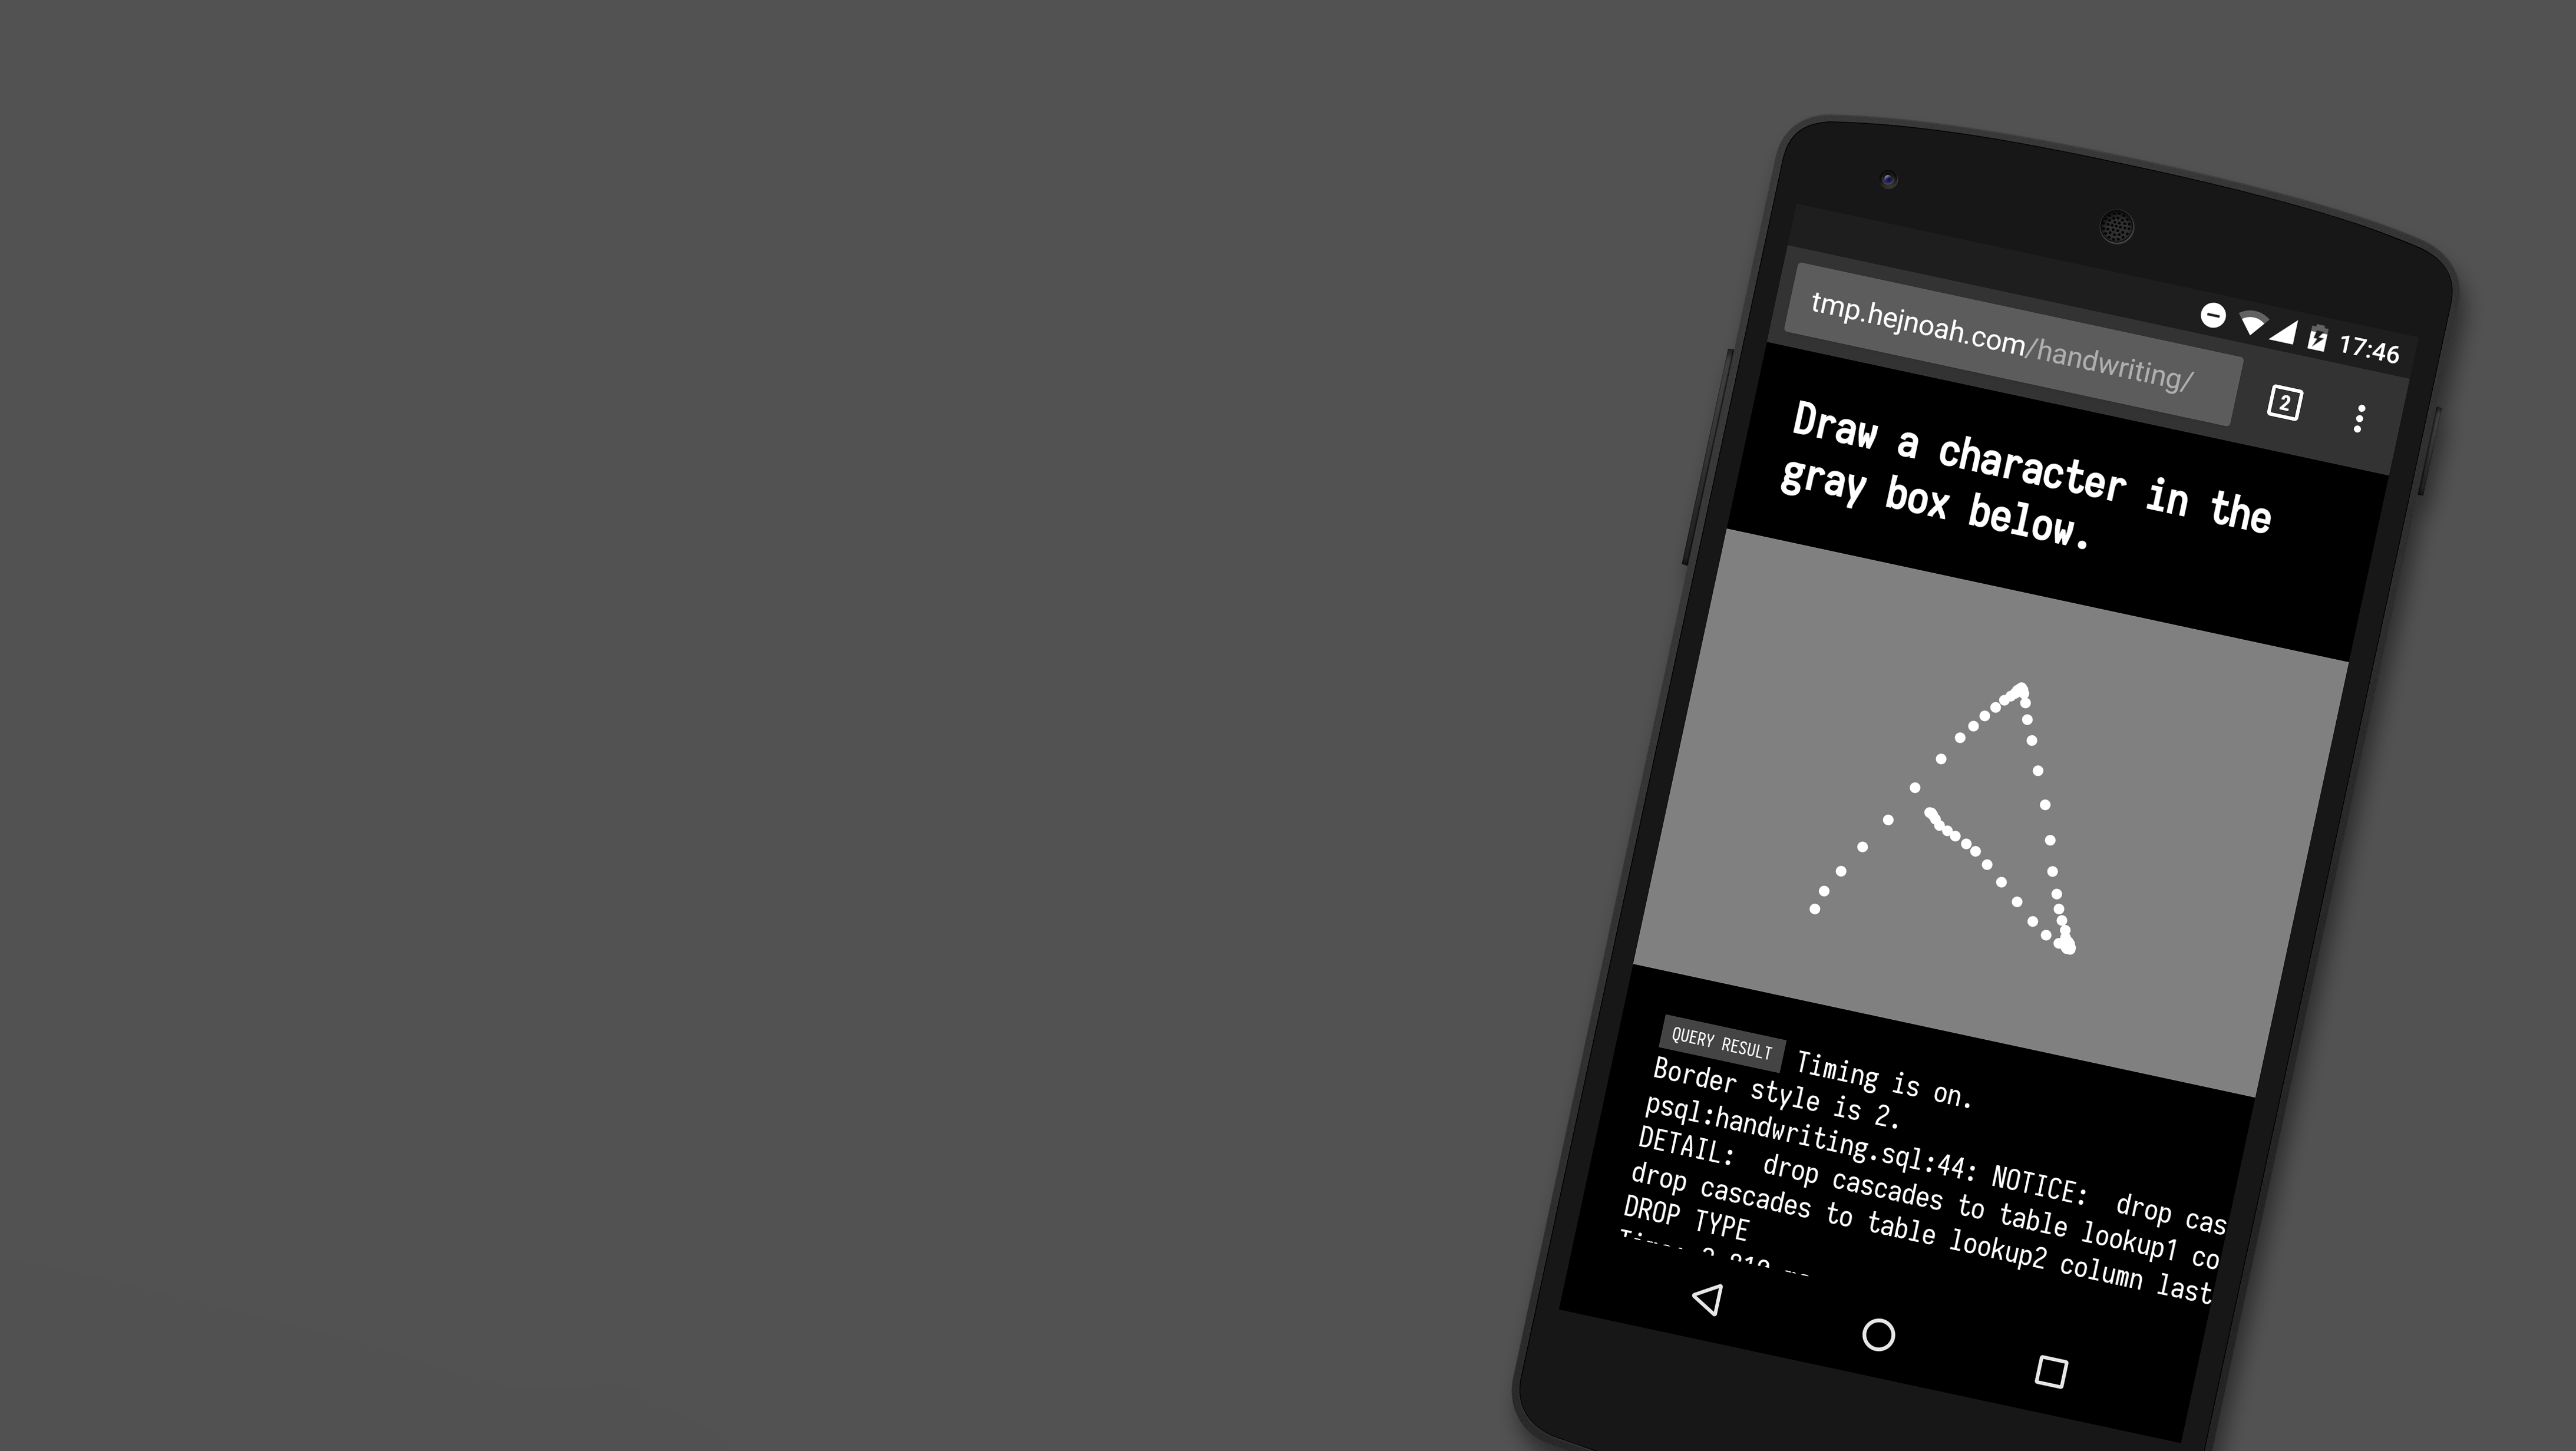 17:46
tmp.hejnoah.com/handwriting/
2
Draw a character in the
gray box below.
A
QUERY RESULT Timing is on.
Border style is 2.
psql:handwriting.sql:44: NOTICE:  drop cas
DETAIL:  drop cascades to table lookup1 co
drop cascades to table lookup2 column last
DROP TYPE